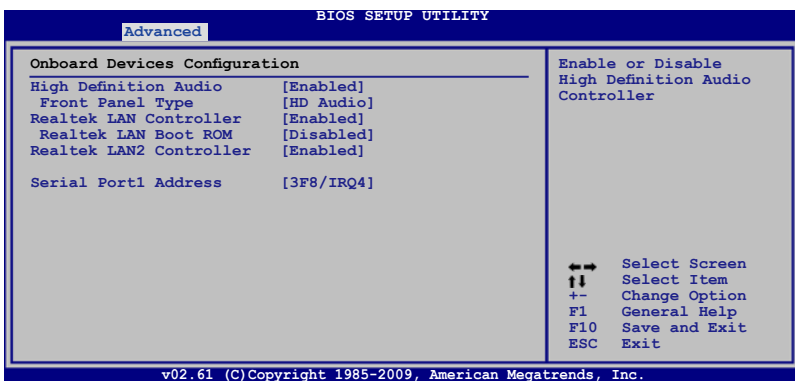 BIOS SETUP UTILITY
Advanced
Onboard Devices Configuration
High Definition Audio [Enabled]
Front Panel Type [HD Audio]
Realtek LAN Controller [Enabled]
Realtek LAN Boot ROM [Disabled]
Realtek LAN2 Controller [Enabled]
Serial Port1 Address [3F8/IRQ4]
Enable or Disable
High Definition Audio
Controller
←→ Select Screen
↑↓ Select Item
+- Change Option
F1 General Help
F10 Save and Exit
ESC Exit
v02.61 (C)Copyright 1985-2009, American Megatrends, Inc.